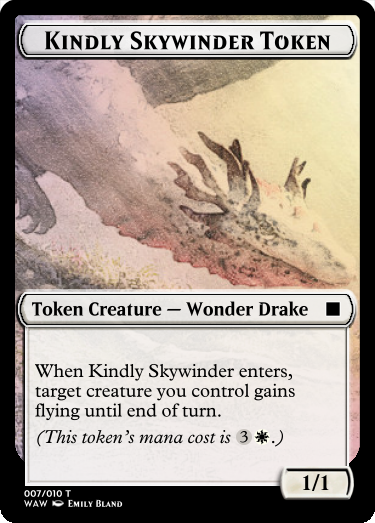 Kindly Skywinder Token
Token Creature — Wonder Drake
When Kindly Skywinder enters,
target creature you control gains
flying until end of turn.
(This token's mana cost is 3.)
1/1
007/010 T
WAW Emily Bland